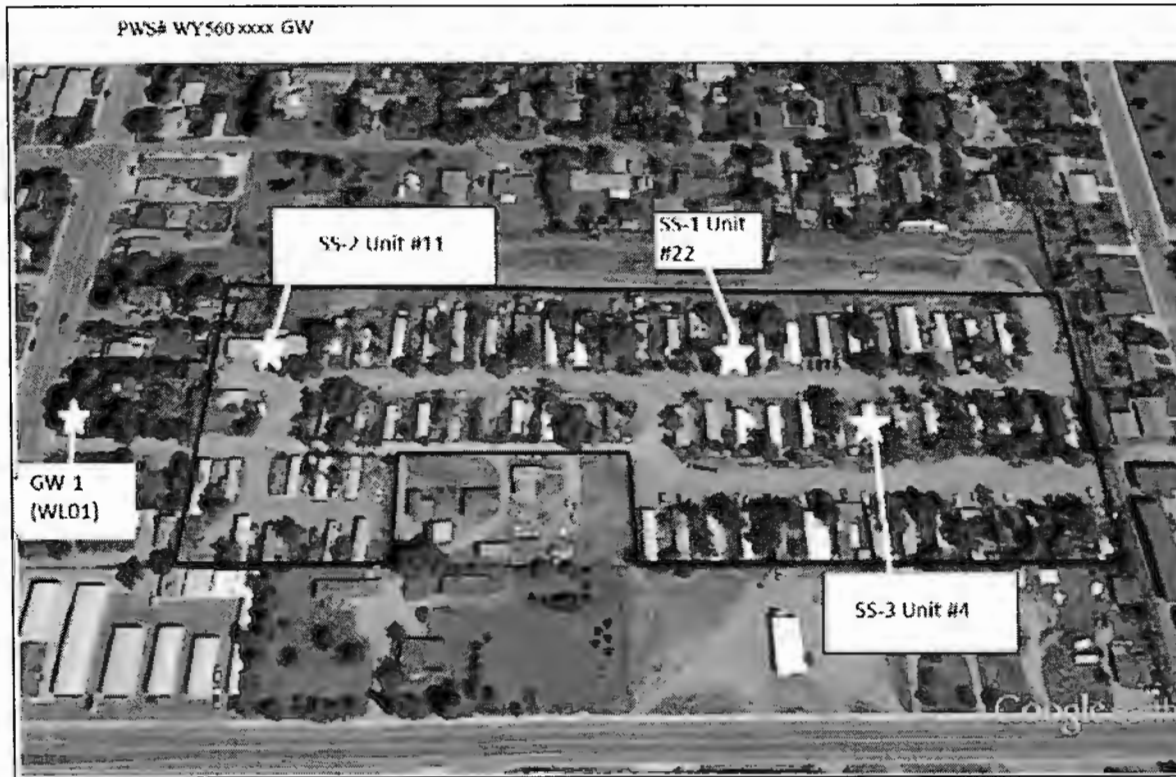 PWS# WY560 xxxx GW
SS-2 Unit #11
SS-1 Unit
#22
GW 1
(WL01)
SS-3 Unit #4
Google